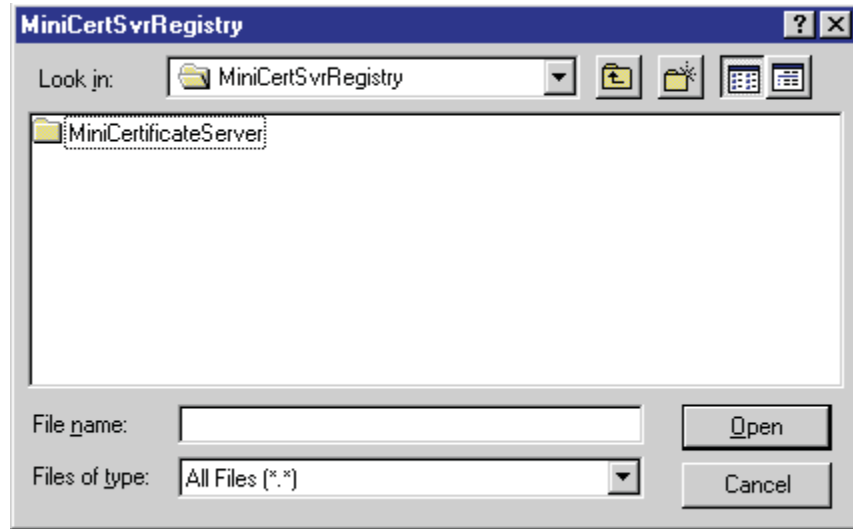 MiniCertSvrRegistry
Look in:
MiniCertSvrRegistry
MiniCertificateServer
File name:
Open
Files of type:
All Files (*.*)
Cancel